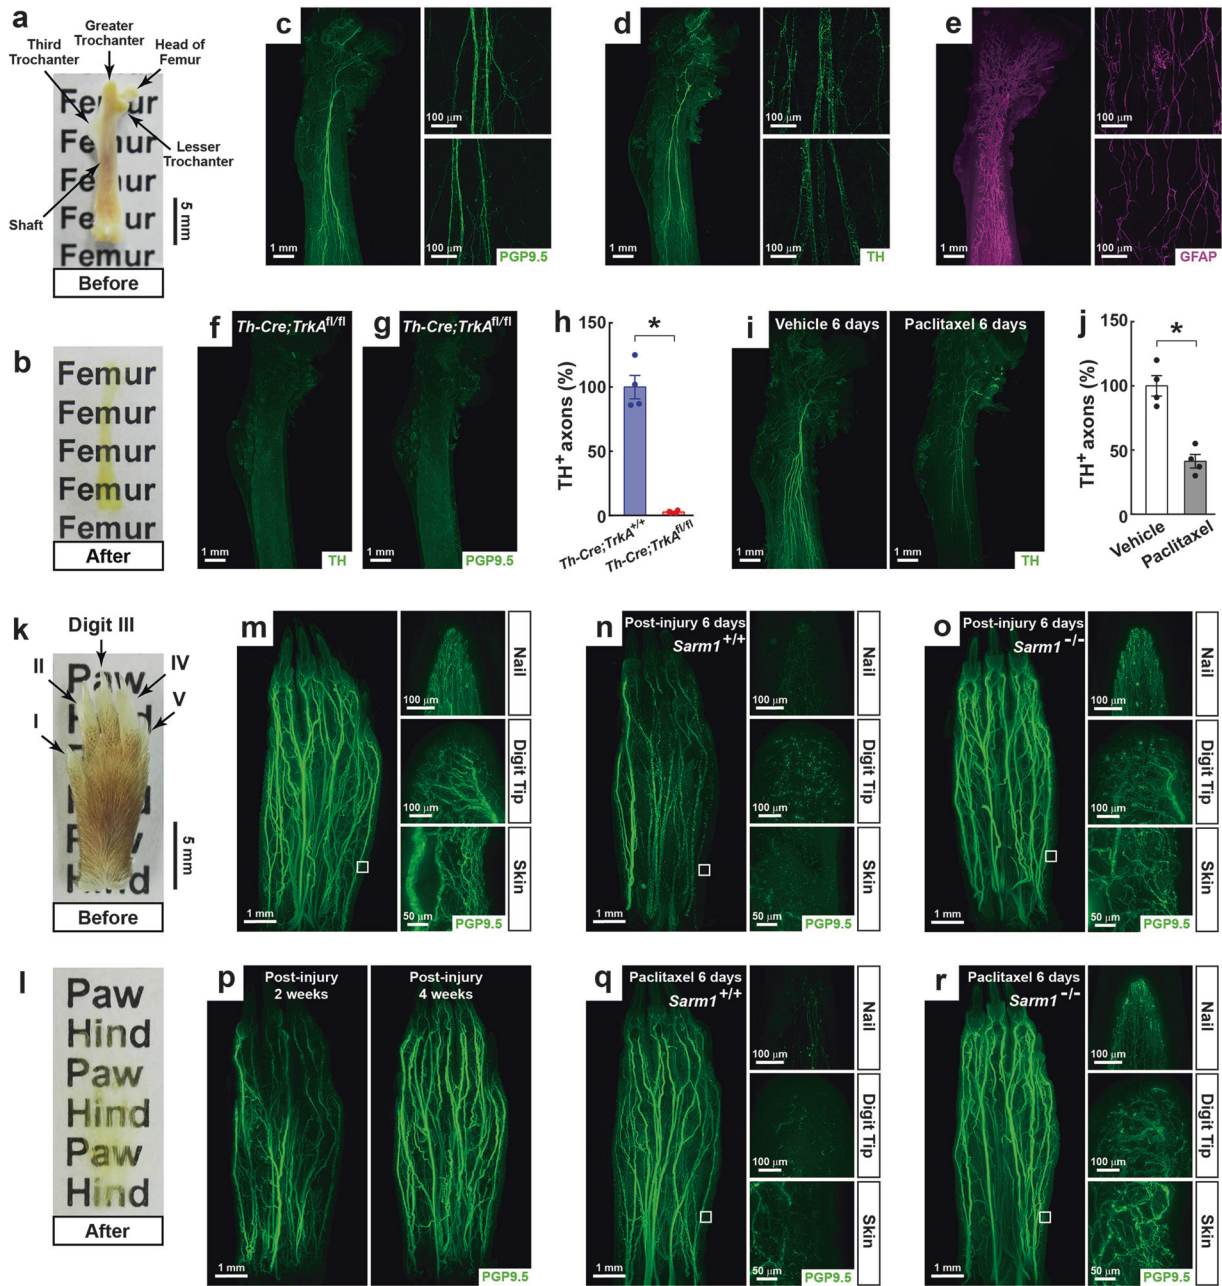 a
Greater
Trochanter
Third
Trochanter
Head of
Femur
Lesser
Trochanter
Shaft
Femur
Femur
Femur
Femur
Femur
5 mm
Before
c
1 mm
100 μm
100 μm
PGP9.5
d
1 mm
100 μm
100 μm
TH
e
1 mm
100 μm
100 μm
GFAP
b
Femur
Femur
Femur
Femur
Femur
After
f
Th-Cre;TrkAfl/fl
1 mm
TH
g
Th-Cre;TrkAfl/fl
1 mm
PGP9.5
h
TH+ axons (%)
150
100
50
0
*
Th-Cre;TrkA+/+
Th-Cre;TrkAfl/fl
i
Vehicle 6 days
Paclitaxel 6 days
1 mm
1 mm
TH
j
TH+ axons (%)
150
100
50
0
*
Vehicle
Paclitaxel
k
Digit III
II
IV
I
V
Paw
Hind
Paw
Hind
5 mm
Before
m
1 mm
Nail
100 μm
Digit Tip
100 μm
Skin
50 μm
PGP9.5
n
Post-injury 6 days
Sarm1+/+
1 mm
Nail
100 μm
Digit Tip
100 μm
Skin
50 μm
PGP9.5
o
Post-injury 6 days
Sarm1−/−
1 mm
Nail
100 μm
Digit Tip
100 μm
Skin
50 μm
PGP9.5
l
Paw
Hind
Paw
Hind
Paw
Hind
After
p
Post-injury
2 weeks
Post-injury
4 weeks
1 mm
1 mm
PGP9.5
q
Paclitaxel 6 days
Sarm1+/+
1 mm
Nail
100 μm
Digit Tip
100 μm
Skin
50 μm
PGP9.5
r
Paclitaxel 6 days
Sarm1−/−
1 mm
Nail
100 μm
Digit Tip
100 μm
Skin
50 μm
PGP9.5